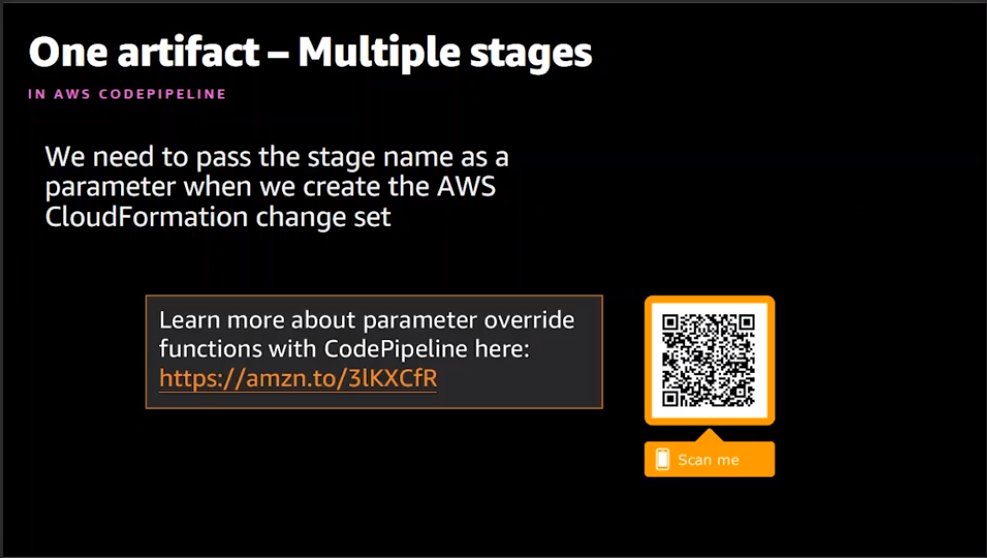 One artifact – Multiple stages
IN AWS CODEPIPELINE
We need to pass the stage name as a
parameter when we create the AWS
CloudFormation change set
Learn more about parameter override
functions with CodePipeline here:
https://amzn.to/3lKXCfR
Scan me